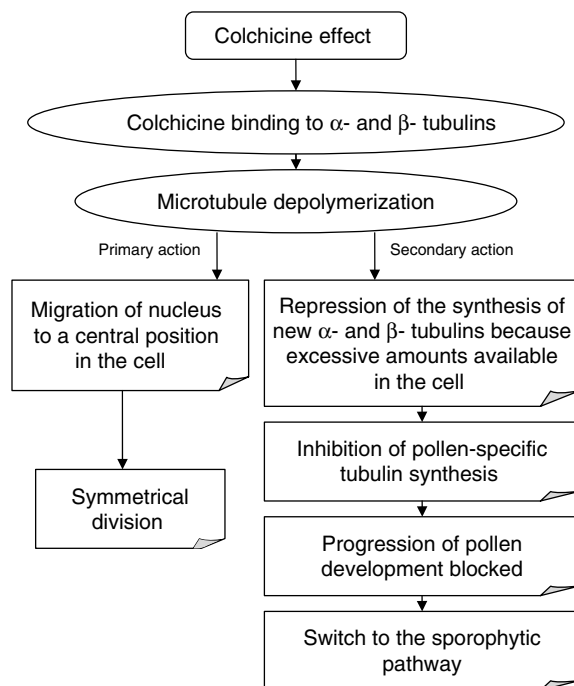 Colchicine effect
Colchicine binding to α- and β- tubulins
Microtubule depolymerization
Primary action
Secondary action
Migration of nucleus
to a central position
in the cell
Symmetrical
division
Repression of the synthesis of
new α- and β- tubulins because
excessive amounts available
in the cell
Inhibition of pollen-specific
tubulin synthesis
Progression of pollen
development blocked
Switch to the sporophytic
pathway